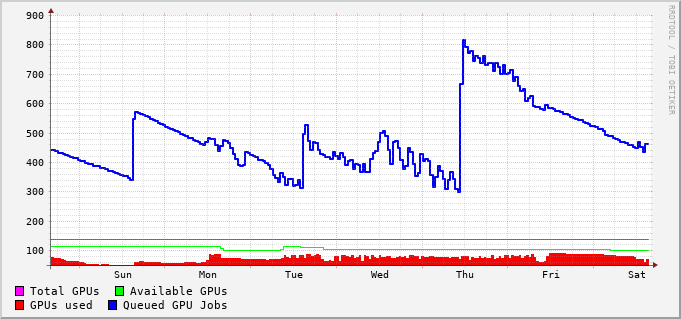 900
800
700
600
500
400
300
200
100
Sun Mon Tue Wed Thu Fri Sat
Total GPUs Available GPUs
GPUs used Queued GPU Jobs
RRDTOOL / TOBI OETIKER